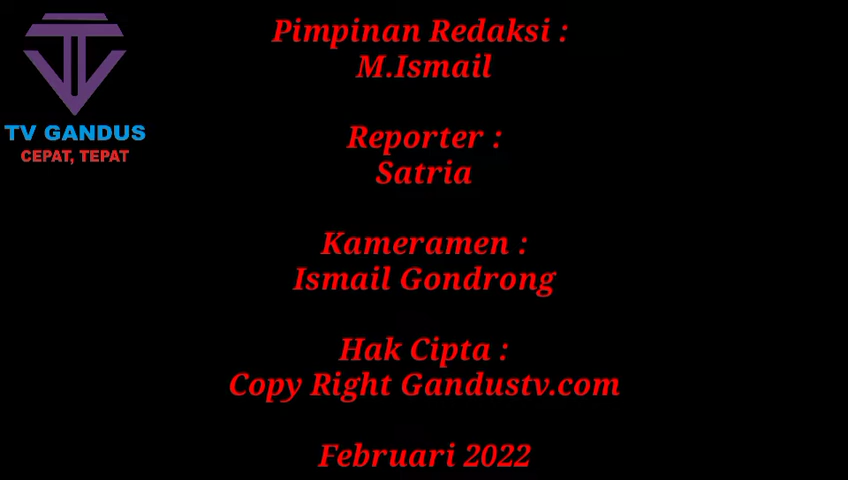 TV GANDUS
CEPAT, TEPAT
Pimpinan Redaksi :
M.Ismail
Reporter :
Satria
Kameramen :
Ismail Gondrong
Hak Cipta :
Copy Right Gandustv.com
Februari 2022